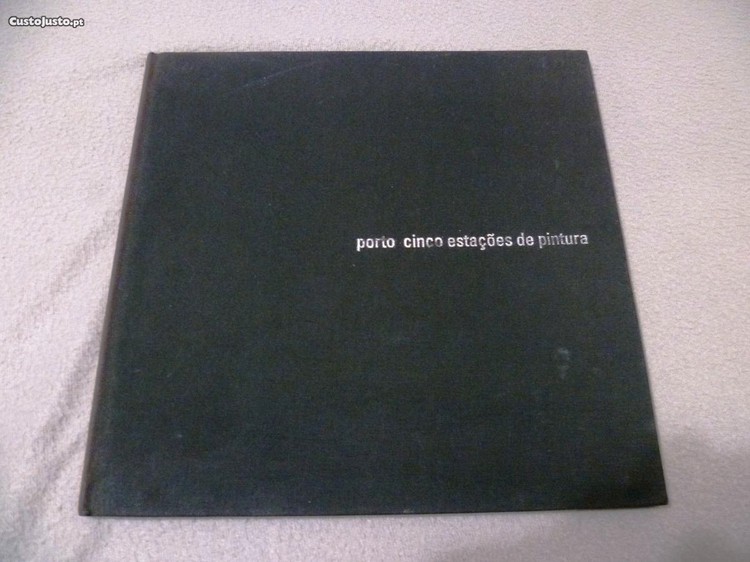 CustoJusto.pt
porto cinco estações de pintura